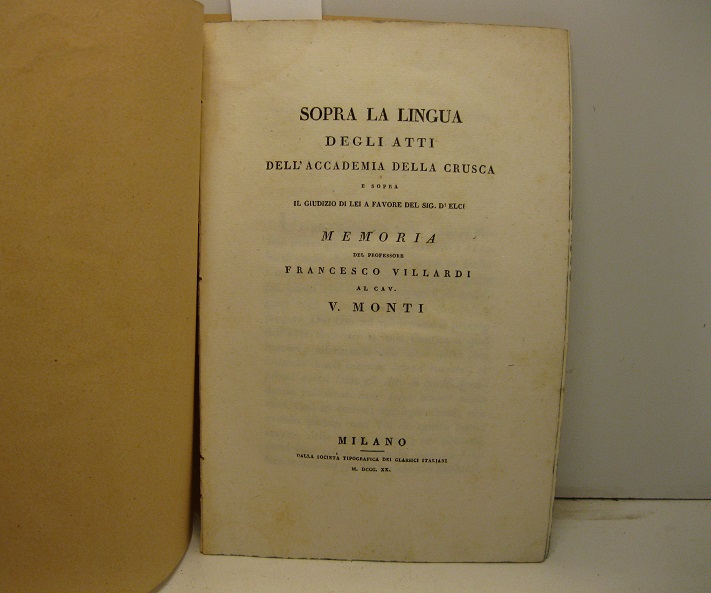 SOPRA LA LINGUA
DEGLI ATTI
DELL'ACCADEMIA DELLA CRUSCA
E SOPRA
IL GIUDIZIO DI LEI A FAVORE DEL SIG. D' ELCI
MEMORIA
DEL PROFESSORE
FRANCESCO VILLARDI
AL CAV.
V. MONTI
MILANO
DALLA SOCIETÀ TIPOGRAFICA DEI CLASSICI ITALIANI
M. DCCC. XX.